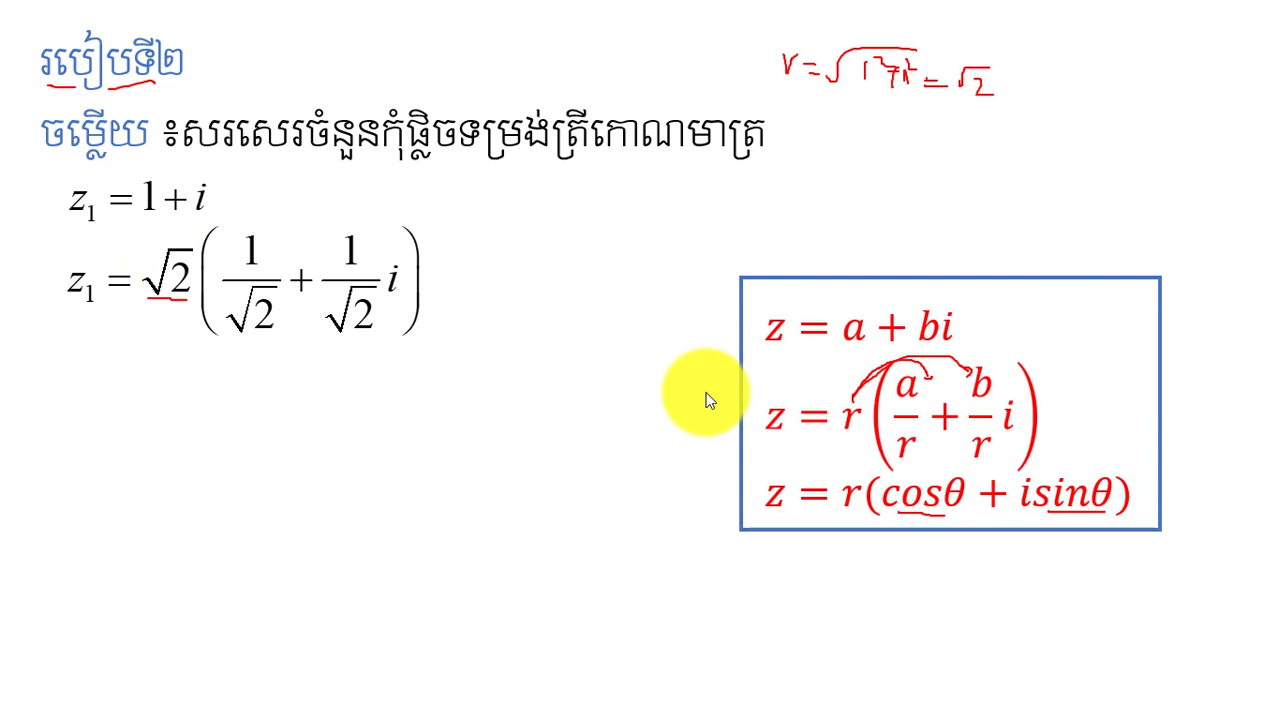 របៀបទី២
r = √1²+1² = √2
ចម្លើយ ៖សរសេរចំនួនកុំផ្លិចទម្រង់ត្រីកោណមាត្រ
z₁ = 1 + i
z₁ = √2 (1/√2 + 1/√2 i)
z = a + bi
z = r (a/r + b/r i)
z = r(cosθ + isinθ)